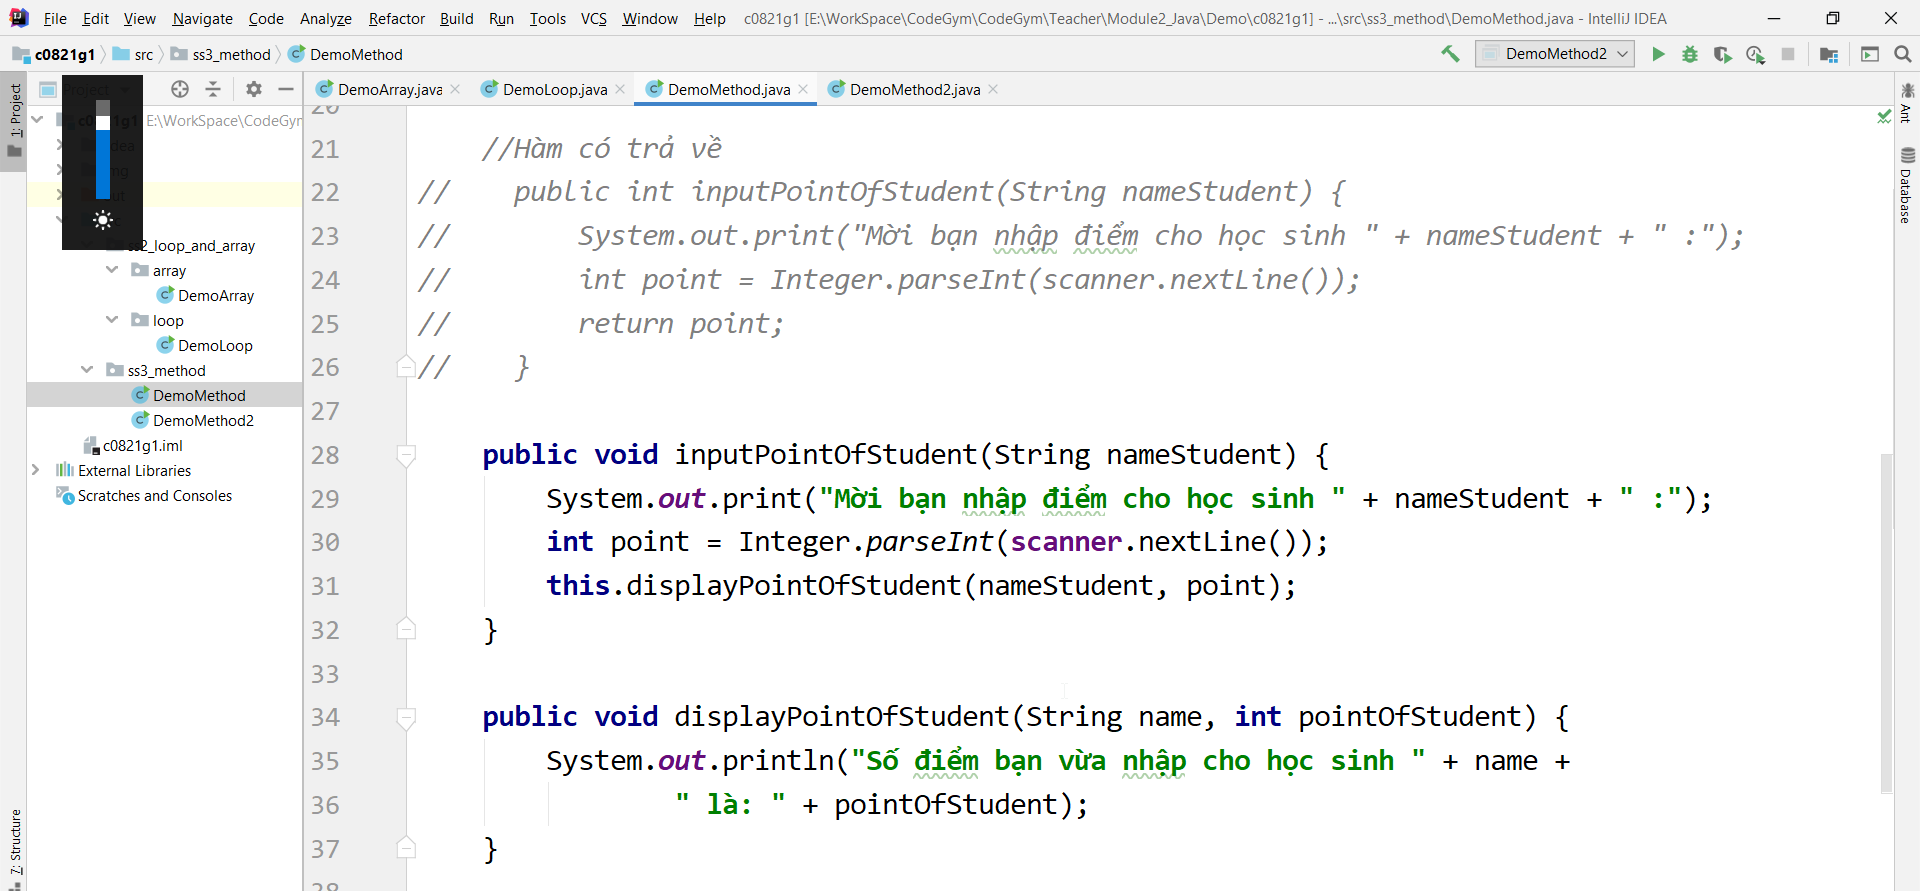 File Edit View Navigate Code Analyze Refactor Build Run Tools VCS Window Help c0821g1 [E:\WorkSpace\CodeGym\CodeGym\Teacher\Module2_Java\Demo\c0821g1] - ...\src\ss3_method\DemoMethod.java - IntelliJ IDEA
c0821g1 src ss3_method DemoMethod DemoMethod2
1: Project
Project
DemoArray.java DemoLoop.java DemoMethod.java DemoMethod2.java
E:\WorkSpace\CodeGym
ss2_loop_and_array
array
DemoArray
loop
DemoLoop
ss3_method
DemoMethod
DemoMethod2
c0821g1.iml
External Libraries
Scratches and Consoles
7: Structure
20
21 //Hàm có trả về
22 // public int inputPointOfStudent(String nameStudent) {
23 // System.out.print("Mời bạn nhập điểm cho học sinh " + nameStudent + " :");
24 // int point = Integer.parseInt(scanner.nextLine());
25 // return point;
26 // }
27
28 public void inputPointOfStudent(String nameStudent) {
29 System.out.print("Mời bạn nhập điểm cho học sinh " + nameStudent + " :");
30 int point = Integer.parseInt(scanner.nextLine());
31 this.displayPointOfStudent(nameStudent, point);
32 }
33
34 public void displayPointOfStudent(String name, int pointOfStudent) {
35 System.out.println("Số điểm bạn vừa nhập cho học sinh " + name +
36 " là: " + pointOfStudent);
37 }
38
Ant
Database